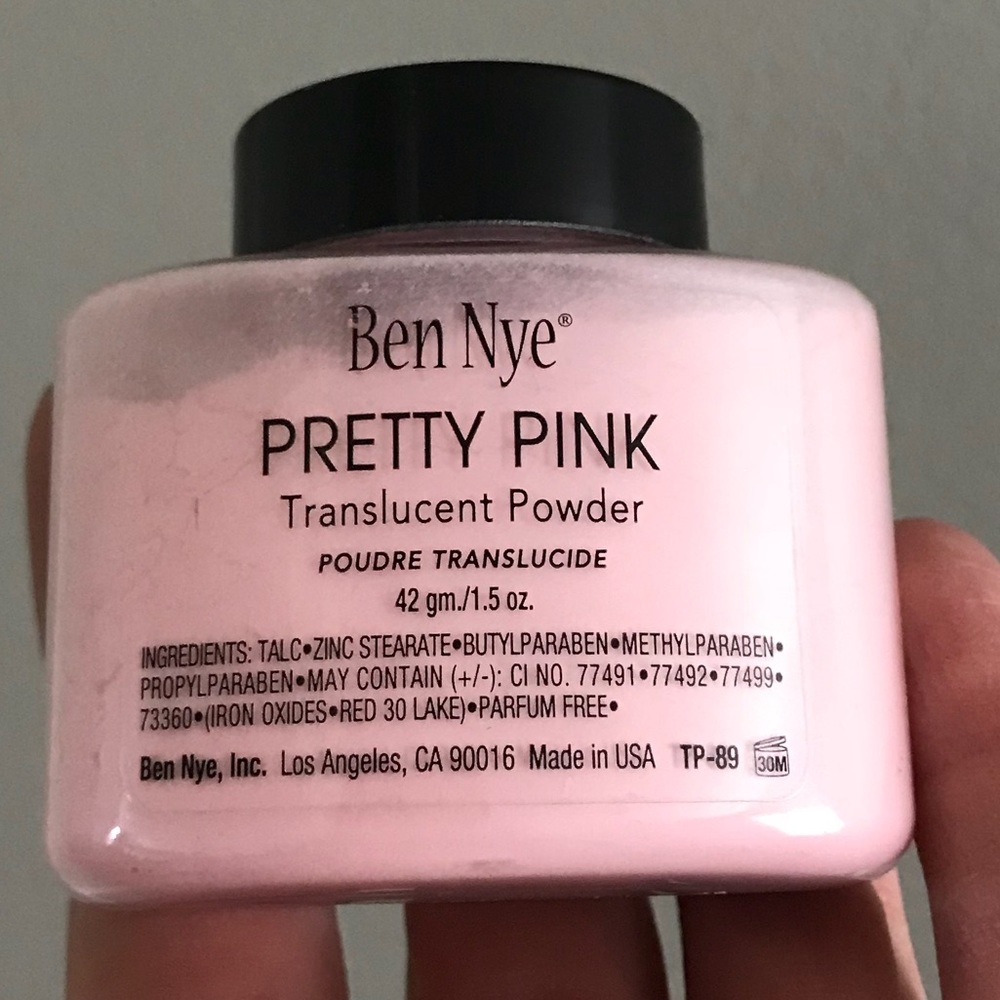 Ben Nye®
PRETTY PINK
Translucent Powder
POUDRE TRANSLUCIDE
42 gm./1.5 oz.
INGREDIENTS: TALC•ZINC STEARATE•BUTYLPARABEN•METHYLPARABEN•
PROPYLPARABEN•MAY CONTAIN (+/-): CI NO. 77491•77492•77499•
73360•(IRON OXIDES•RED 30 LAKE)•PARFUM FREE•
Ben Nye, Inc. Los Angeles, CA 90016 Made in USA TP-89 30M